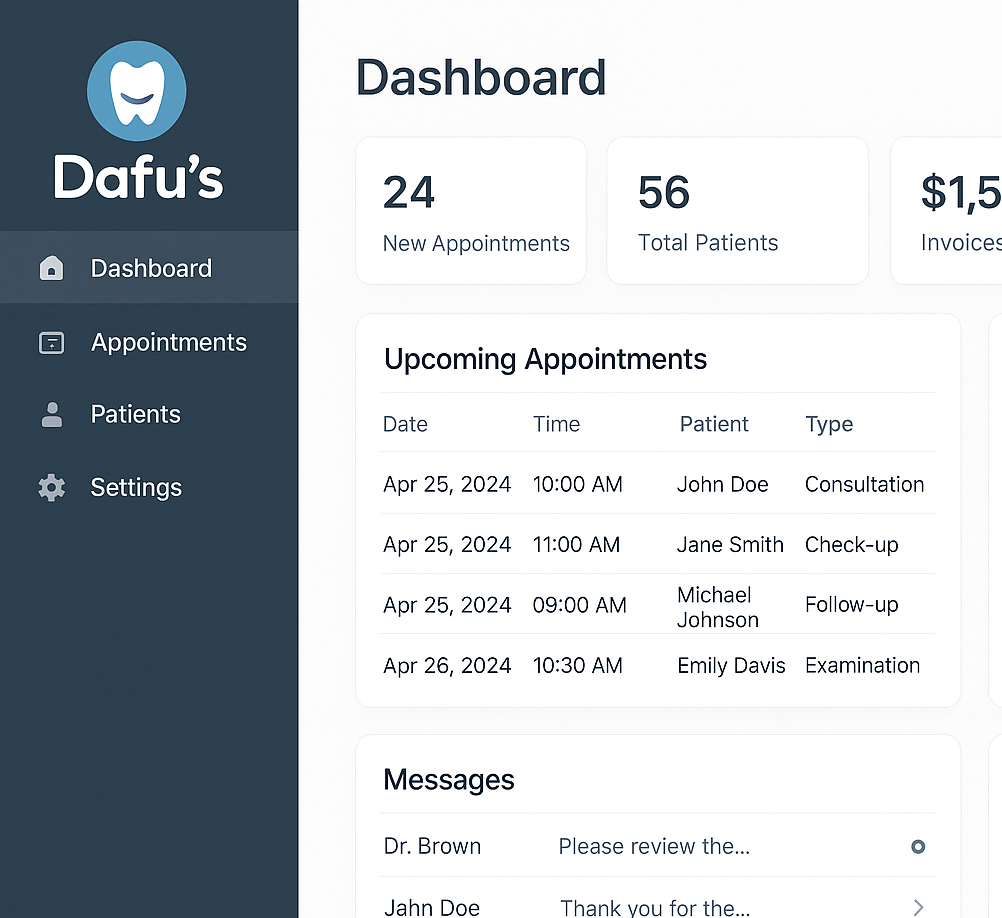 Dafu's
Dashboard
Appointments
Patients
Settings
Dashboard
24
New Appointments
56
Total Patients
$1,5
Invoices
Upcoming Appointments
Date Time Patient Type
Apr 25, 2024 10:00 AM John Doe Consultation
Apr 25, 2024 11:00 AM Jane Smith Check-up
Apr 25, 2024 09:00 AM Michael Johnson Follow-up
Apr 26, 2024 10:30 AM Emily Davis Examination
Messages
Dr. Brown Please review the...
Jahn Doe Thank you for the...